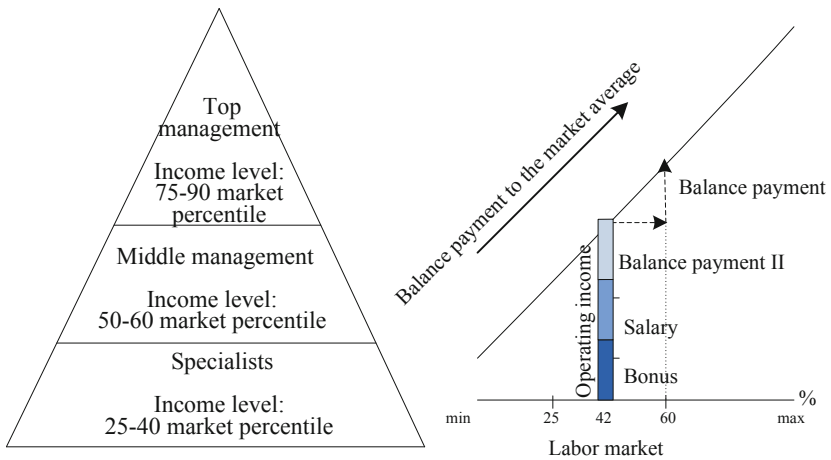 Top
management
Income level:
75-90 market
percentile
Middle management
Income level:
50-60 market percentile
Specialists
Income level:
25-40 market percentile
Balance payment to the market average
Balance payment
Balance payment II
Operating income
Salary
Bonus
%
min
25
42
60
max
Labor market